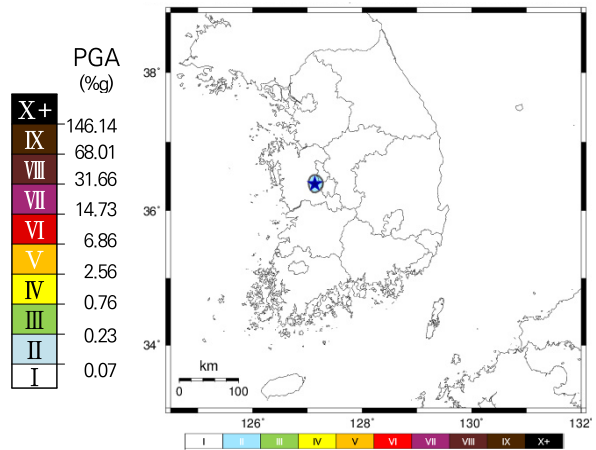 PGA
(%g)
X+
146.14
IX
68.01
VIII
31.66
VII
14.73
VI
6.86
V
2.56
IV
0.76
III
0.23
II
0.07
I
38°
36°
34°
km
0 100
126° 128° 130° 132°
I II III IV V VI VII VIII IX X+